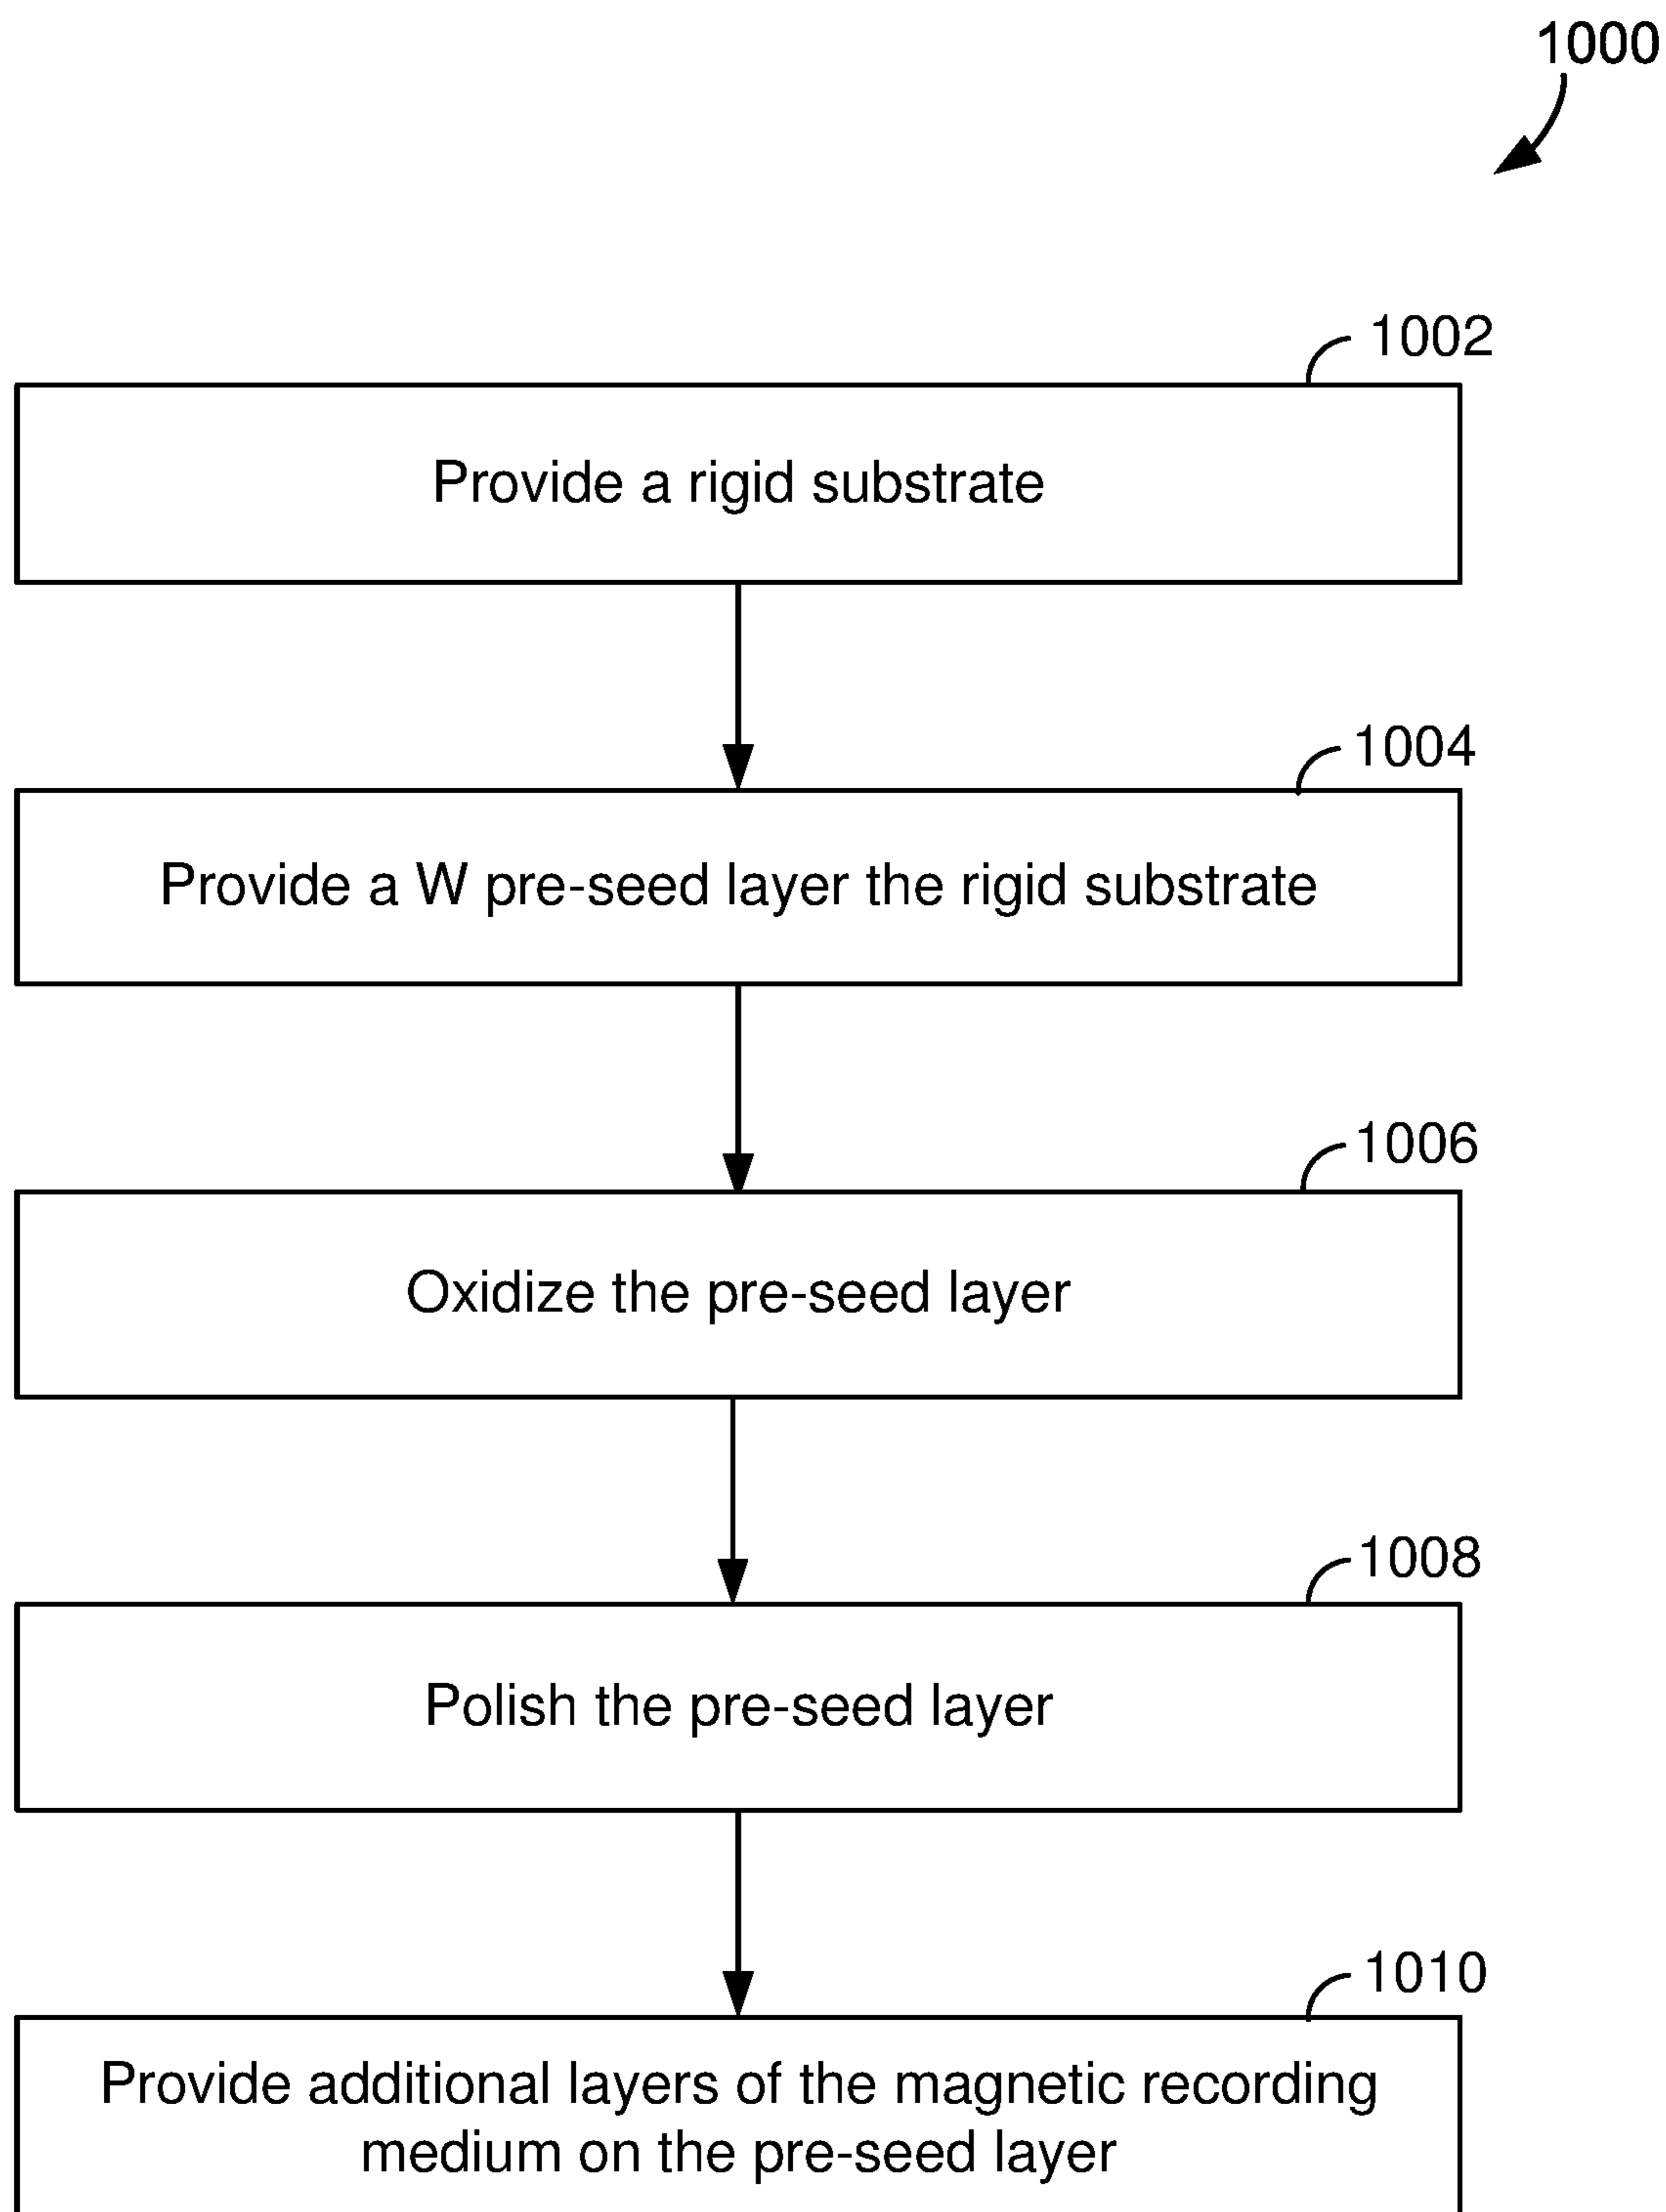 1000
1002
Provide a rigid substrate
1004
Provide a W pre-seed layer the rigid substrate
1006
Oxidize the pre-seed layer
1008
Polish the pre-seed layer
1010
Provide additional layers of the magnetic recording
medium on the pre-seed layer